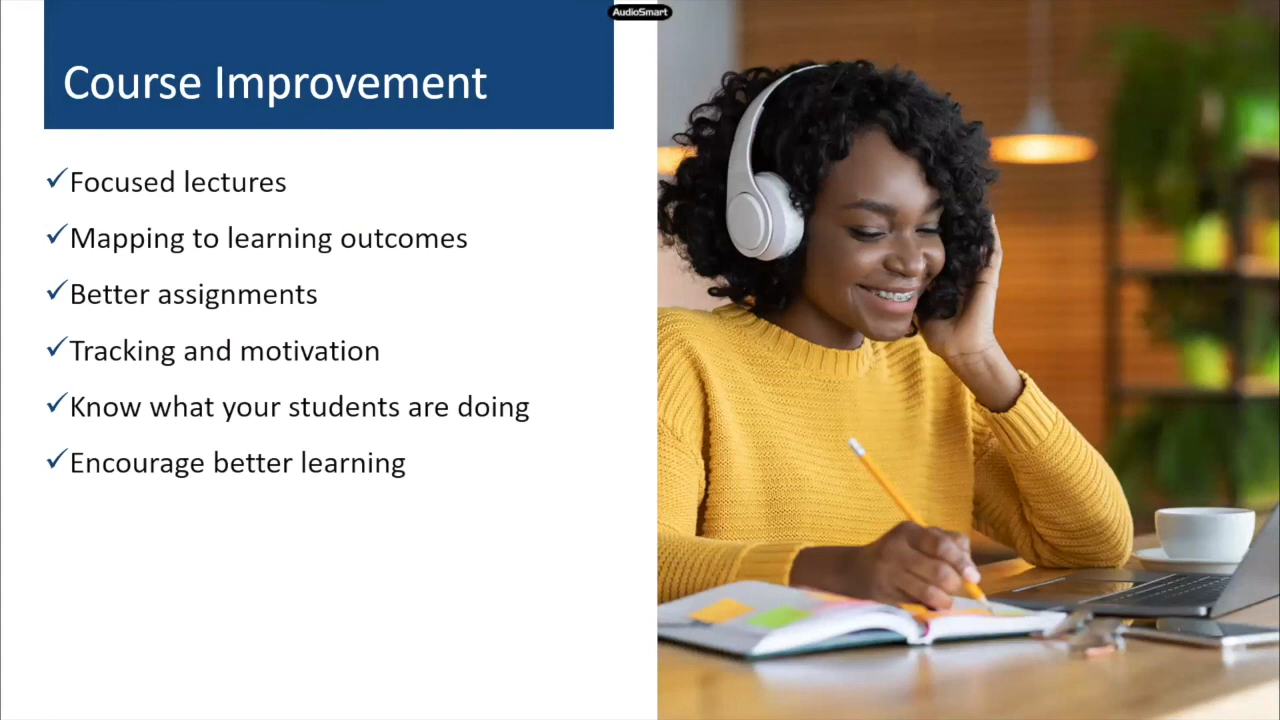 AudioSmart
Course Improvement
✓Focused lectures
✓Mapping to learning outcomes
✓Better assignments
✓Tracking and motivation
✓Know what your students are doing
✓Encourage better learning